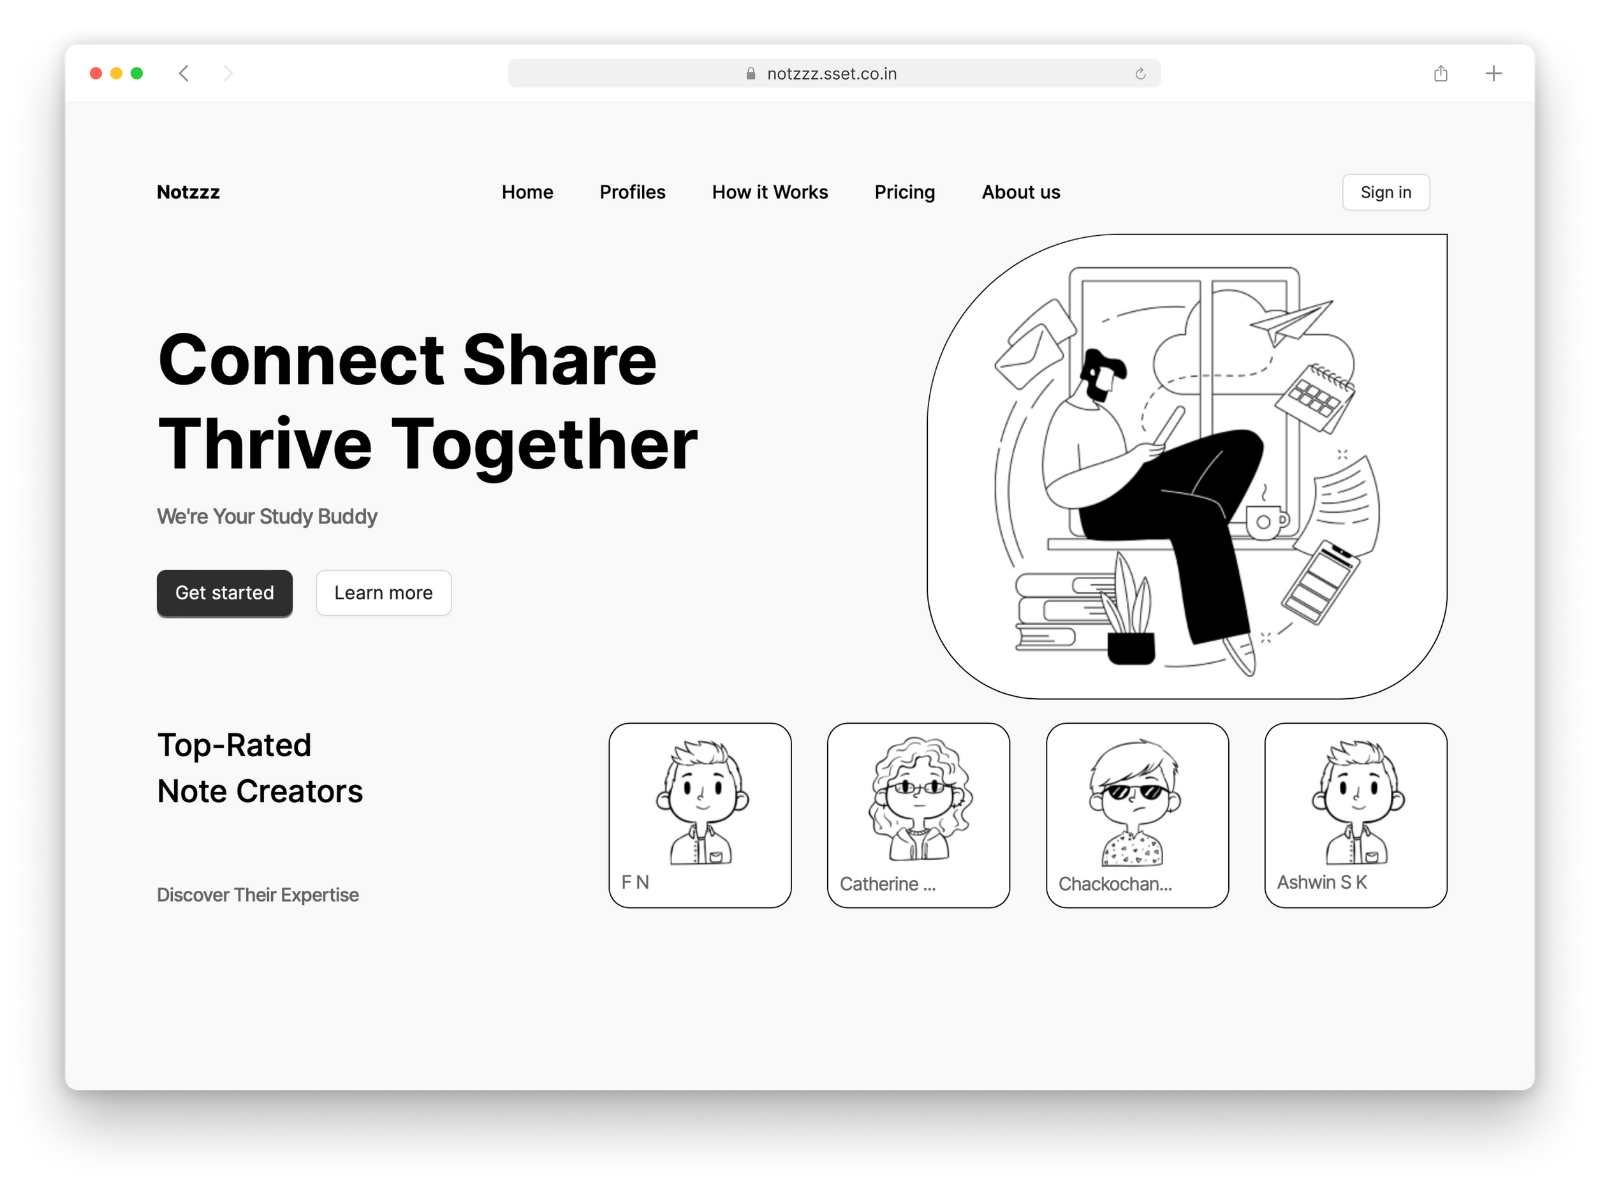 notzzz.sset.co.in
Notzzz
Home
Profiles
How it Works
Pricing
About us
Sign in
Connect Share
Thrive Together
We're Your Study Buddy
Get started
Learn more
Top-Rated
Note Creators
Discover Their Expertise
F N
Catherine ...
Chackochan...
Ashwin S K